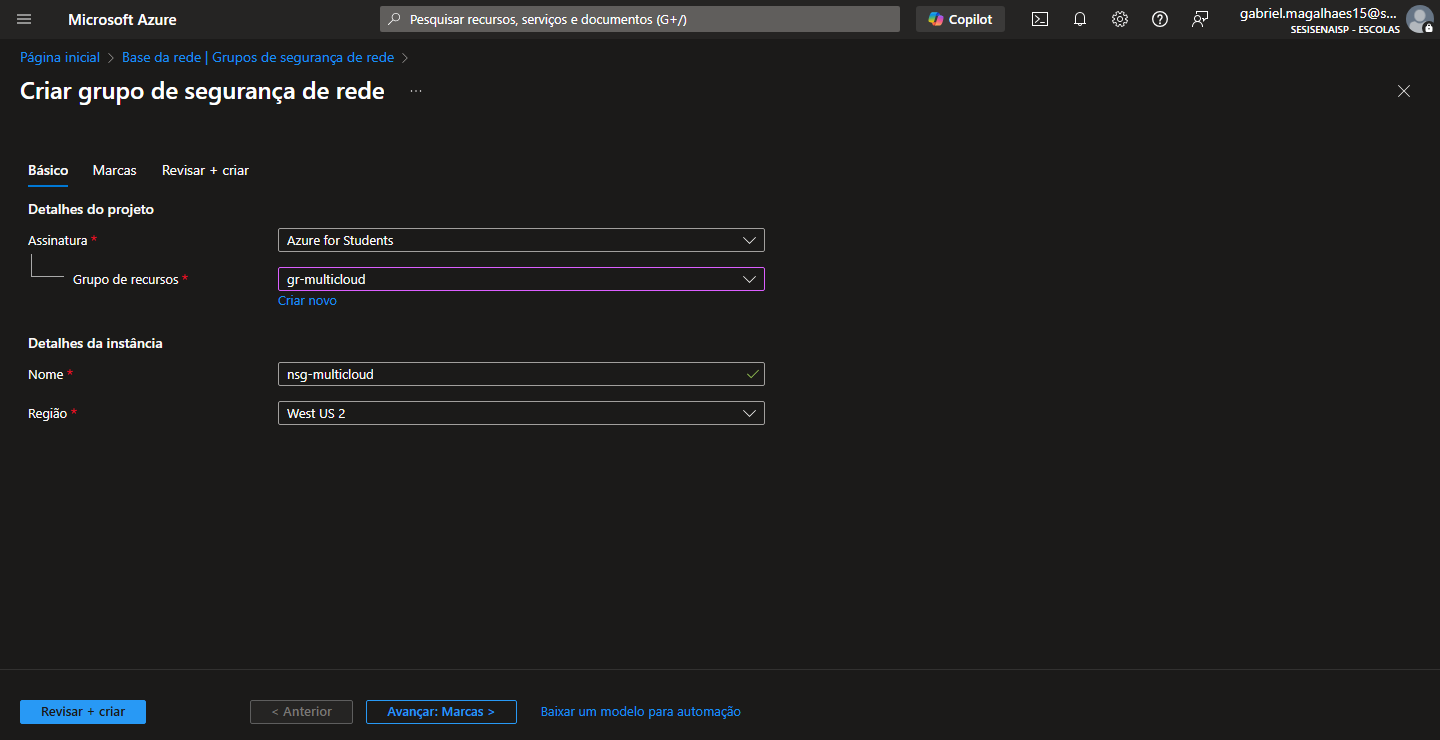 Microsoft Azure
Pesquisar recursos, serviços e documentos (G+/)
Copilot
gabriel.magalhaes15@s...
SESISENAISP - ESCOLAS
Página inicial > Base da rede | Grupos de segurança de rede >
Criar grupo de segurança de rede ...
Básico Marcas Revisar + criar
Detalhes do projeto
Assinatura * Azure for Students
Grupo de recursos * gr-multicloud
Criar novo
Detalhes da instância
Nome * nsg-multicloud
Região * West US 2
Revisar + criar < Anterior Avançar: Marcas > Baixar um modelo para automação